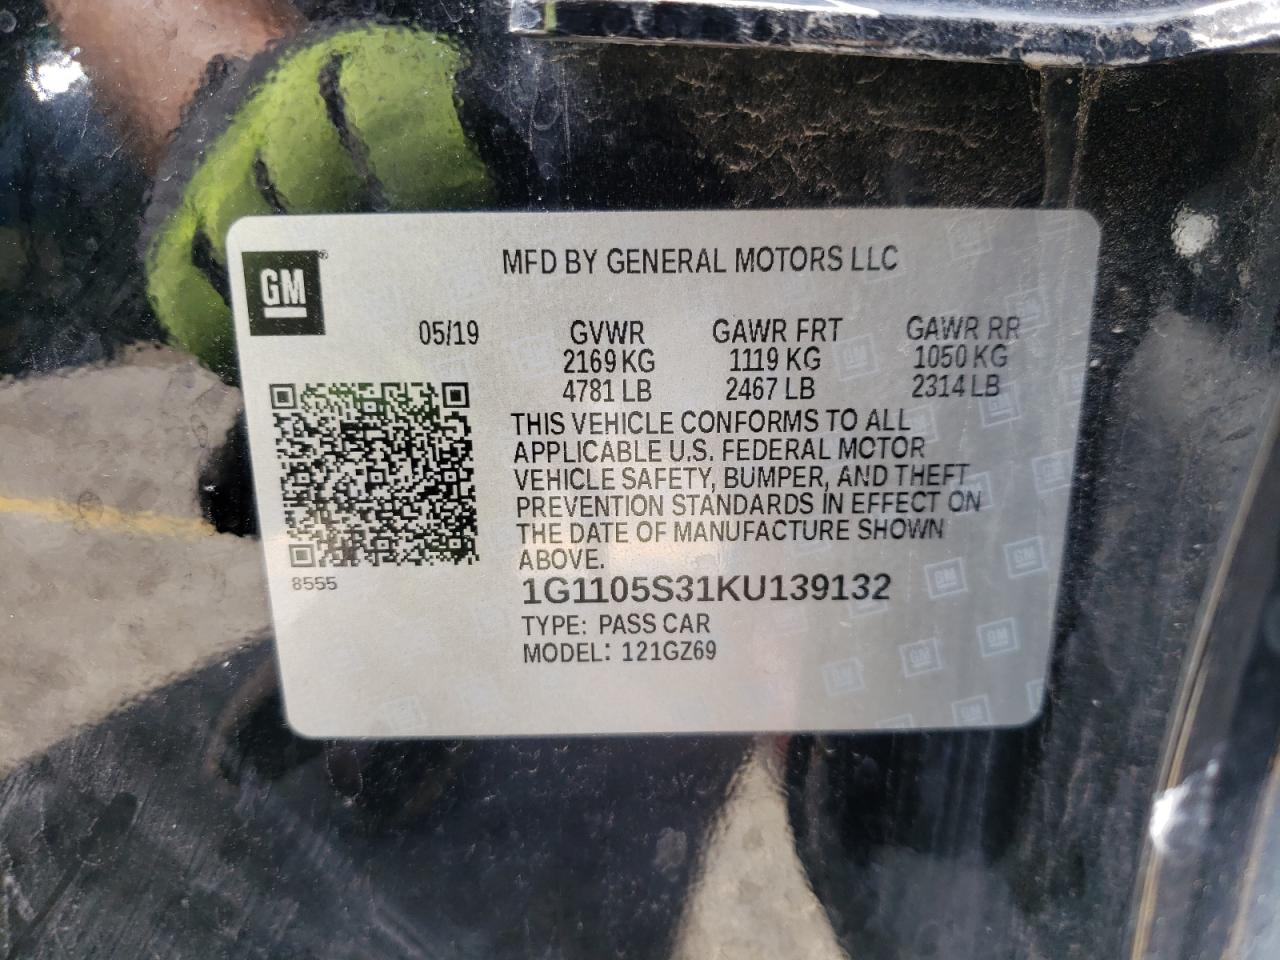 MFD BY GENERAL MOTORS LLC
GM
05/19 GVWR GAWR FRT GAWR RR
2169 KG 1119 KG 1050 KG
4781 LB 2467 LB 2314 LB
THIS VEHICLE CONFORMS TO ALL
APPLICABLE U.S. FEDERAL MOTOR
VEHICLE SAFETY, BUMPER, AND THEFT
PREVENTION STANDARDS IN EFFECT ON
THE DATE OF MANUFACTURE SHOWN
ABOVE.
8555
1G1105S31KU139132
TYPE: PASS CAR
MODEL: 121GZ69